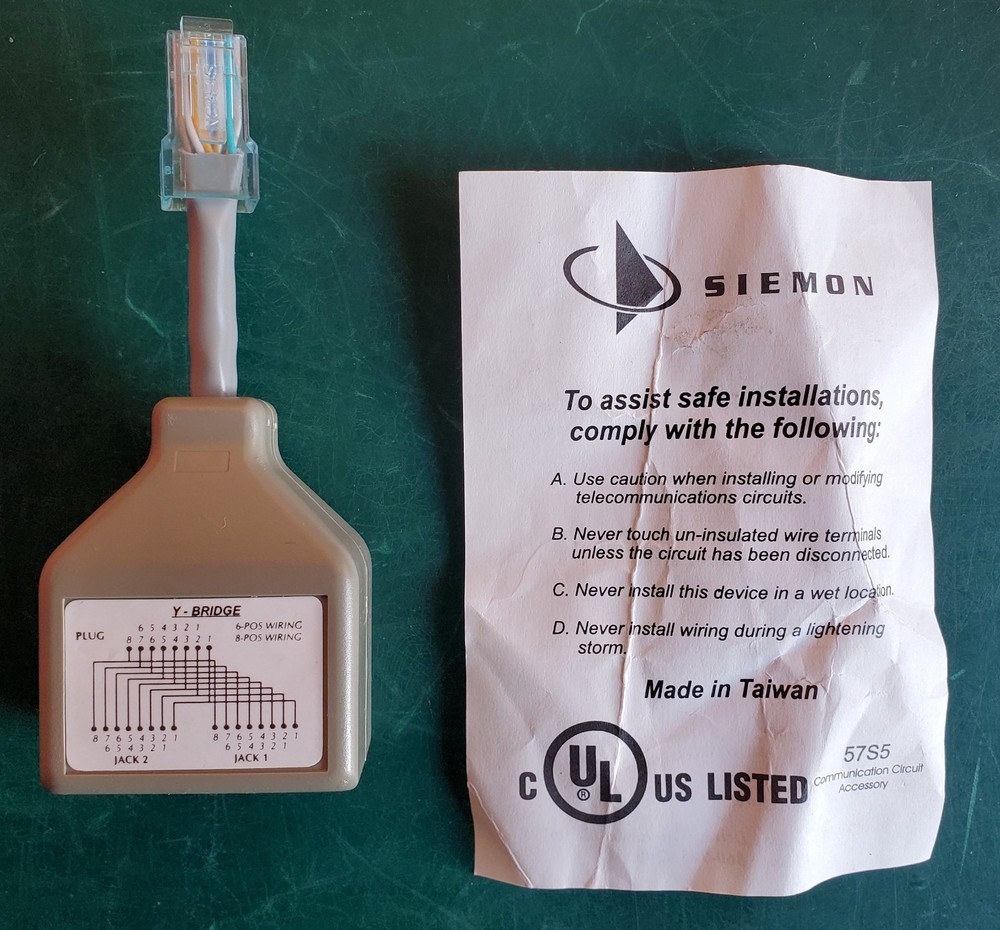 Y - BRIDGE
6 5 4 3 2 1 6-POS WIRING
PLUG 8 7 6 5 4 3 2 1 8-POS WIRING
8 7 6 5 4 3 2 1 8 7 6 5 4 3 2 1
6 5 4 3 2 1 6 5 4 3 2 1
JACK 2 JACK 1
SIEMON
To assist safe installations,
comply with the following:
A. Use caution when installing or modifying
telecommunications circuits.
B. Never touch un-insulated wire terminals
unless the circuit has been disconnected.
C. Never install this device in a wet location.
D. Never install wiring during a lightening
storm.
Made in Taiwan
C UL ® US LISTED
57S5
Communication Circuit
Accessory